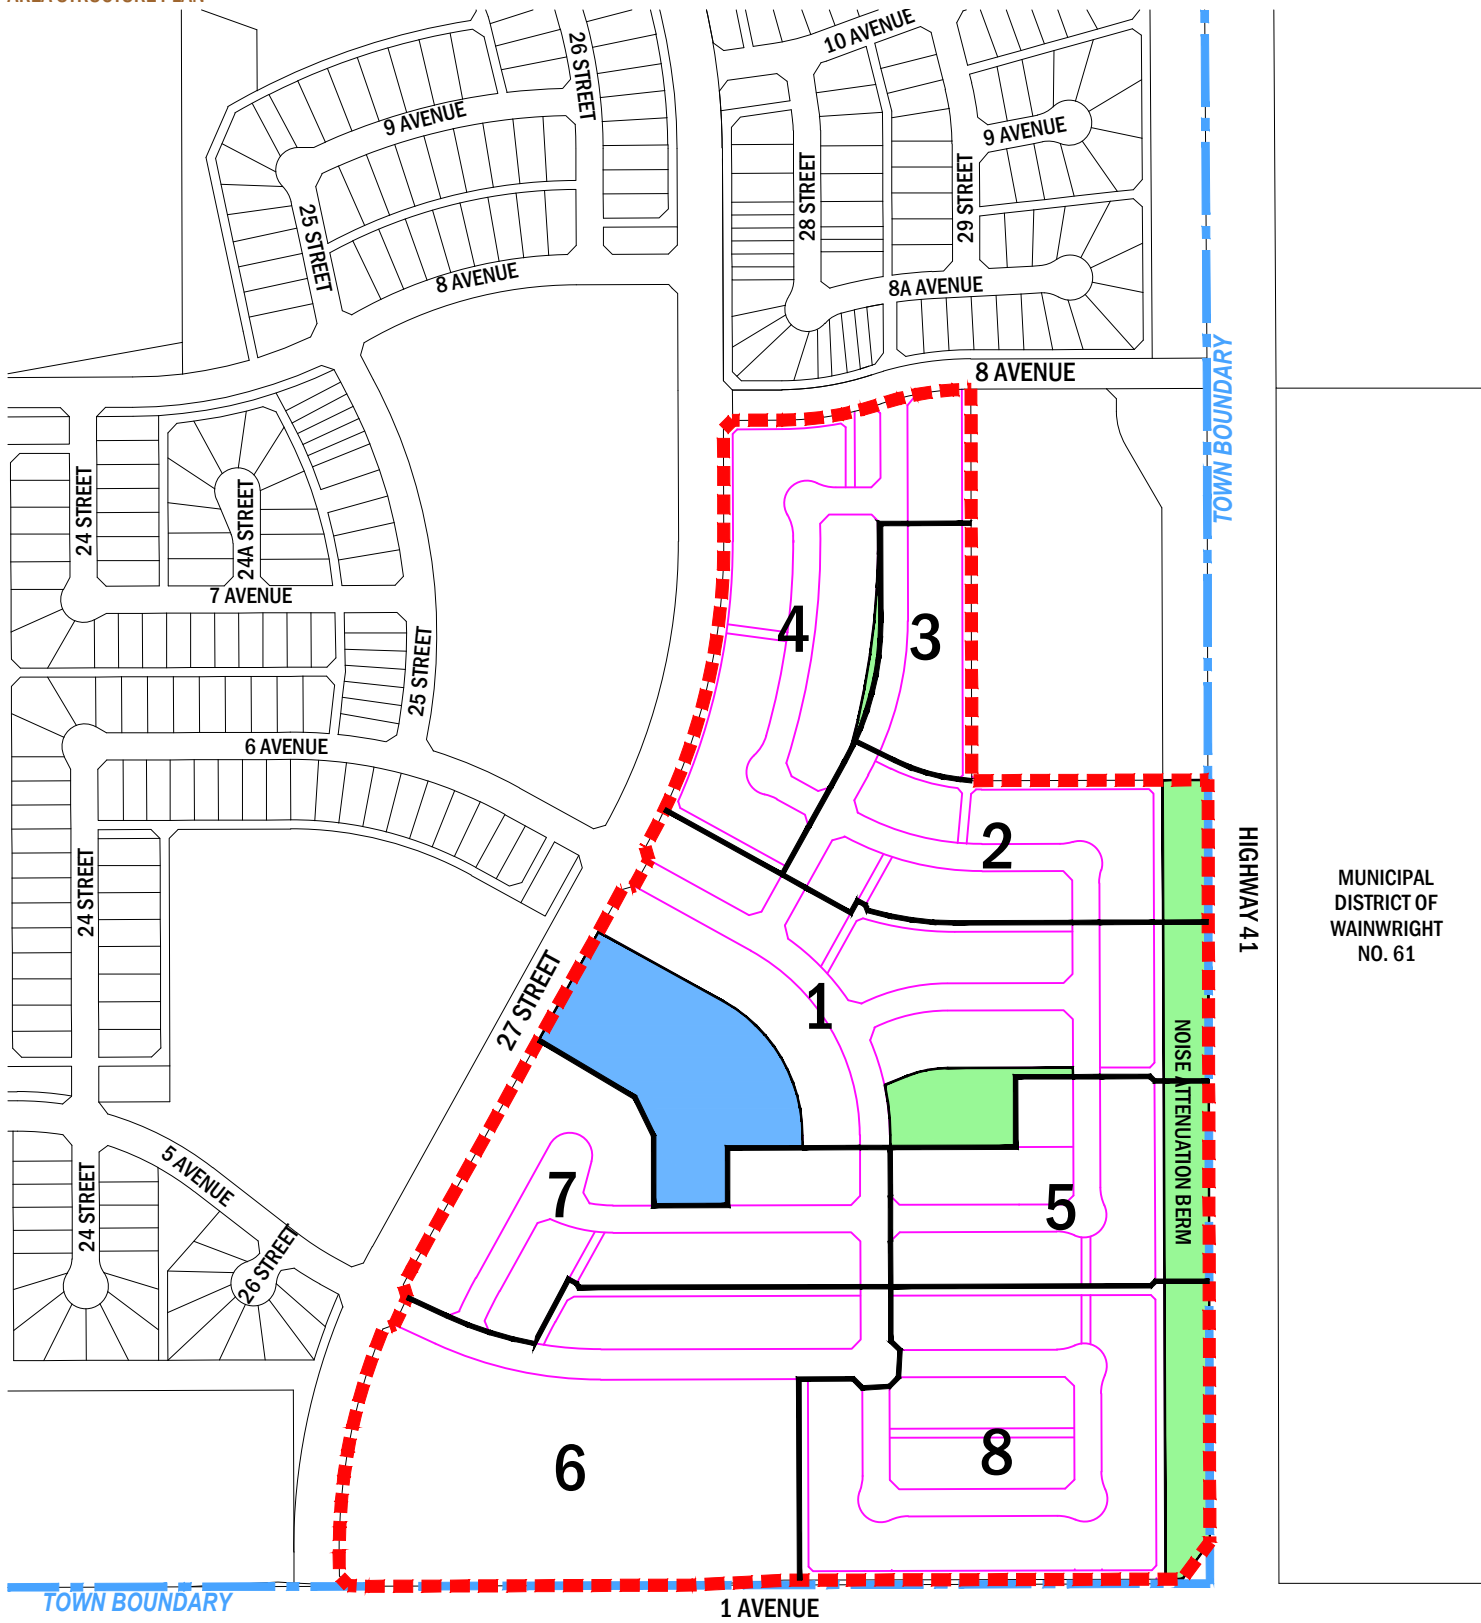 AREA STRUCTURE PLAN
10 AVENUE
26 STREET
9 AVENUE
9 AVENUE
28 STREET
29 STREET
25 STREET
8 AVENUE
8A AVENUE
8 AVENUE
TOWN BOUNDARY
24 STREET
24A STREET
7 AVENUE
4
3
25 STREET
6 AVENUE
2
HIGHWAY 41
MUNICIPAL
DISTRICT OF
WAINWRIGHT
NO. 61
24 STREET
27 STREET
1
NOISE ATTENUATION BERM
5 AVENUE
24 STREET
7
5
26 STREET
6
8
TOWN BOUNDARY
1 AVENUE